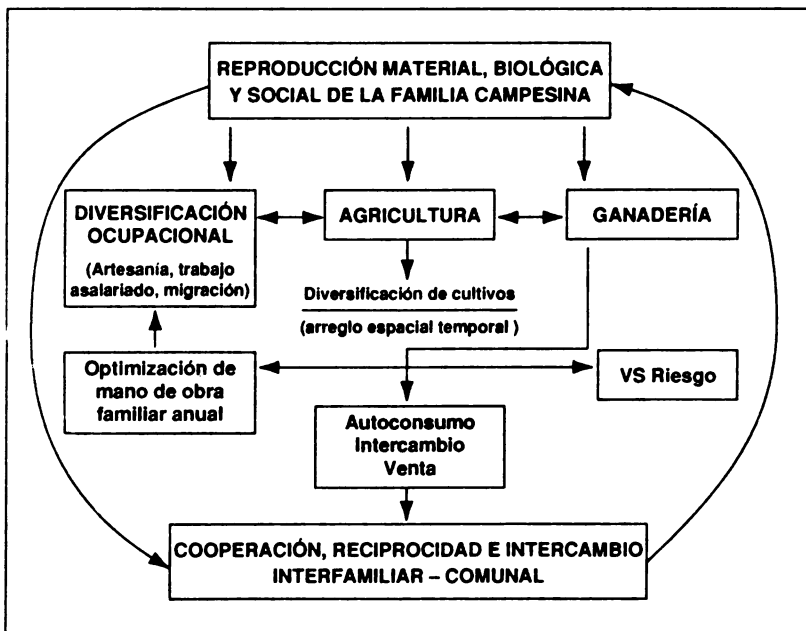 REPRODUCCIÓN MATERIAL, BIOLÓGICA
Y SOCIAL DE LA FAMILIA CAMPESINA
DIVERSIFICACIÓN
OCUPACIONAL
(Artesanía, trabajo
asalariado, migración)
AGRICULTURA
GANADERÍA
Diversificación de cultivos
(arreglo espacial temporal )
Optimización de
mano de obra
familiar anual
VS Riesgo
Autoconsumo
Intercambio
Venta
COOPERACIÓN, RECIPROCIDAD E INTERCAMBIO
INTERFAMILIAR – COMUNAL